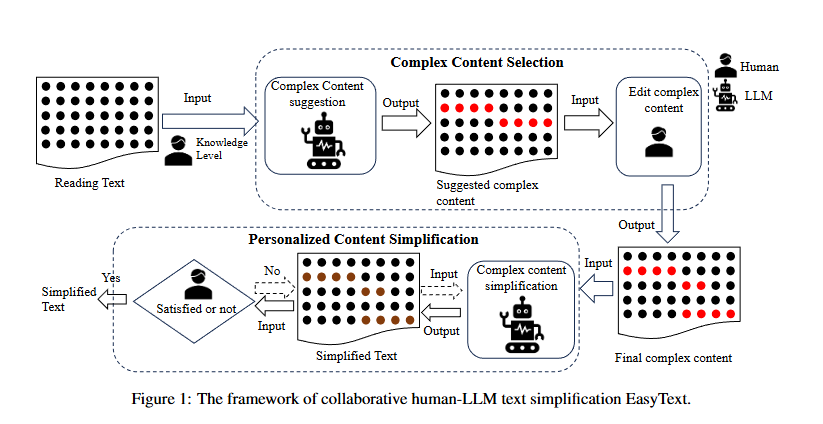 Complex Content Selection
Human
LLM
Complex Content
suggestion
Input
Knowledge
Level
Reading Text
Output
Suggested complex
content
Input
Edit complex
content
Output
Final complex content
Input
Personalized Content Simplification
Complex content
simplification
Input
Output
Simplified Text
No
Input
Satisfied or not
Yes
Simplified
Text
Figure 1: The framework of collaborative human-LLM text simplification EasyText.